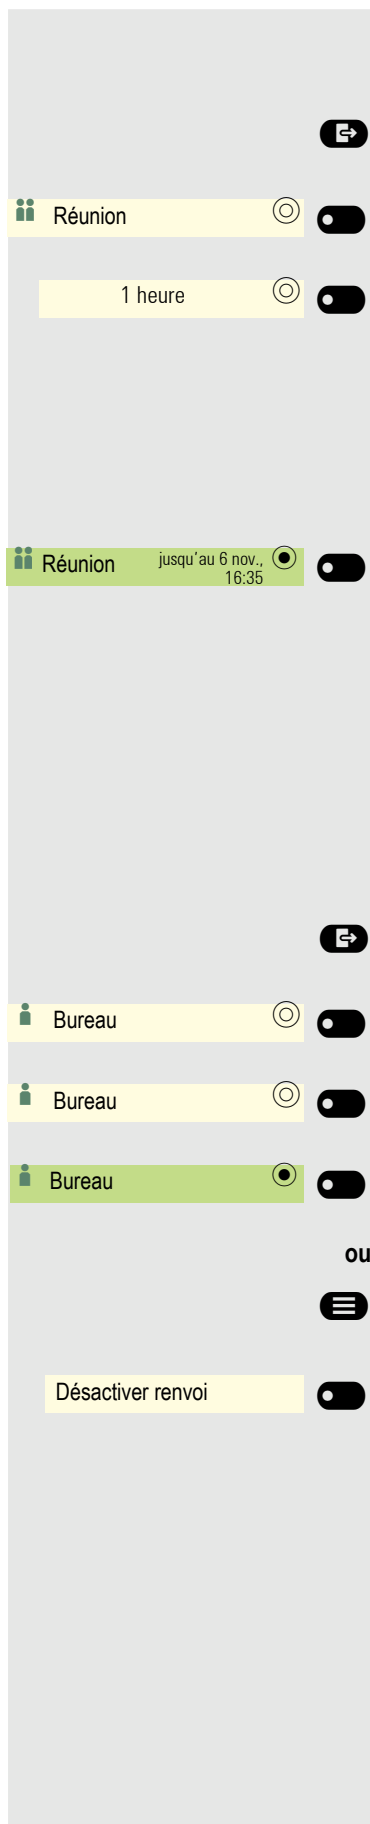 Réunion
1 heure
Réunion
jusqu'au 6 nov.,
16:35
Bureau
Bureau
Bureau
ou
Désactiver renvoi